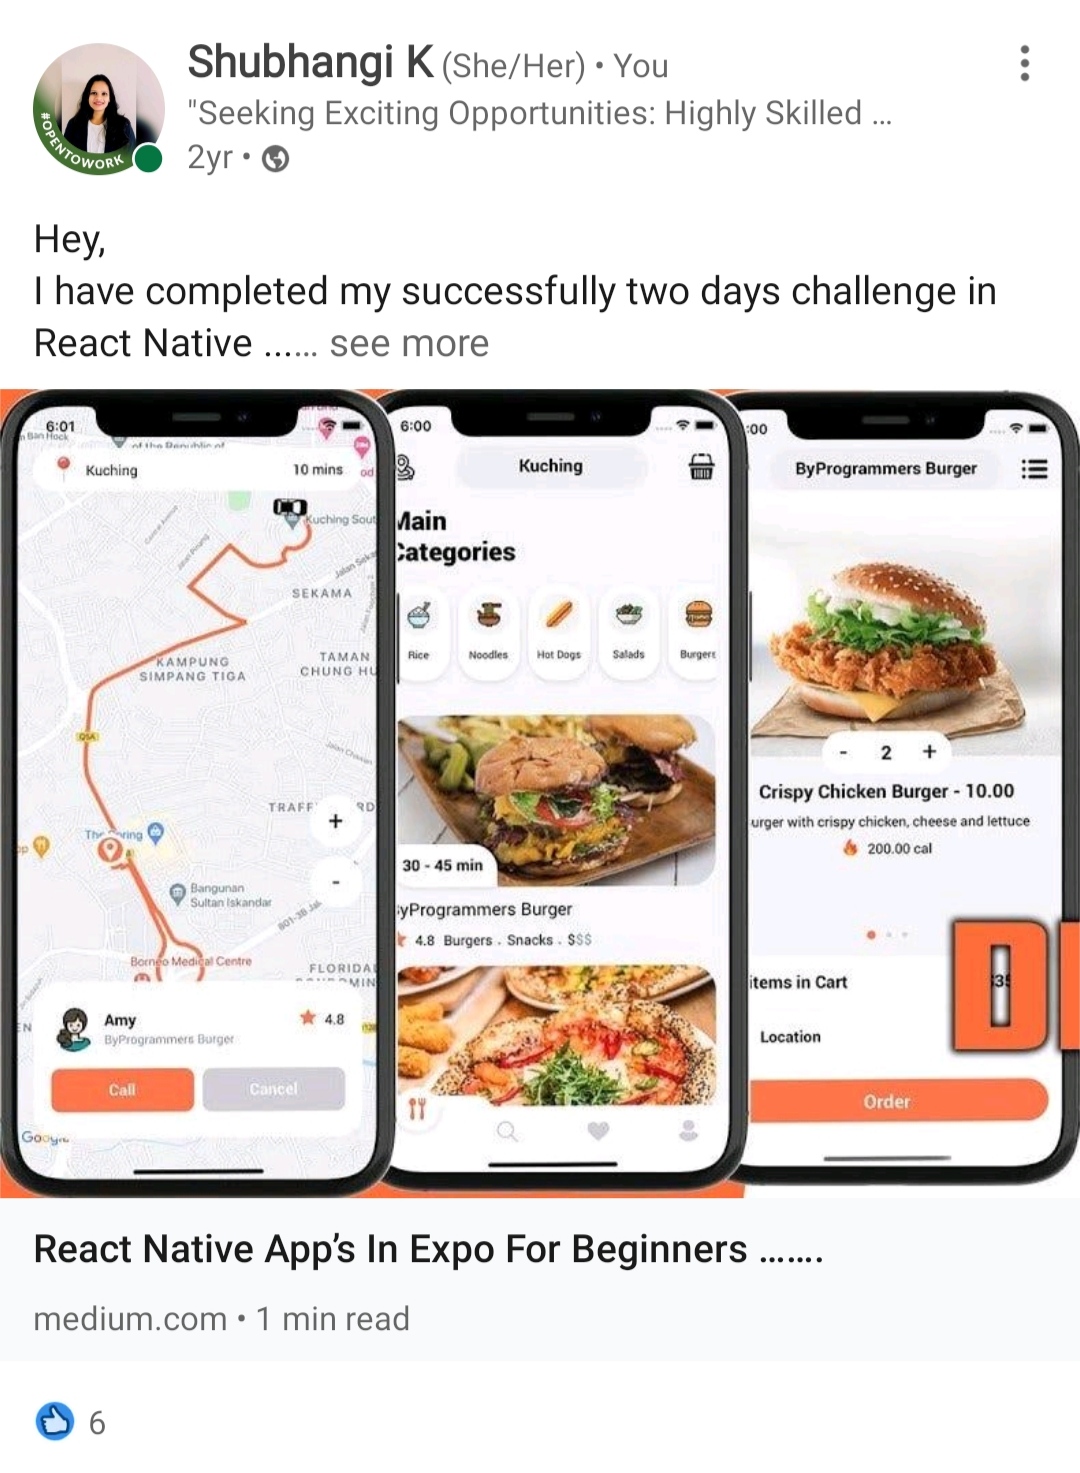 Shubhangi K (She/Her) • You
"Seeking Exciting Opportunities: Highly Skilled ...
2yr •
#OPENTOWORK
Hey,
I have completed my successfully two days challenge in
React Native ...... see more
6:01
Kuching 10 mins
Kuching Sout
SEKAMA
KAMPUNG
SIMPANG TIGA
TAMAN
CHUNG HU
Q5A
TRAFF
RD
+
-
Bangunan
Sultan Iskandar
Borneo Medical Centre
FLORIDA
Amy 4.8
ByProgrammers Burger
Call Cancel
6:00
Kuching
Main
Categories
Rice Noodles Hot Dogs Salads Burgers
30 - 45 min
yProgrammers Burger
4.8 Burgers . Snacks . $$$
:00
ByProgrammers Burger
- 2 +
Crispy Chicken Burger - 10.00
urger with crispy chicken, cheese and lettuce
200.00 cal
items in Cart
Location
D
Order
React Native App's In Expo For Beginners .......
medium.com • 1 min read
6